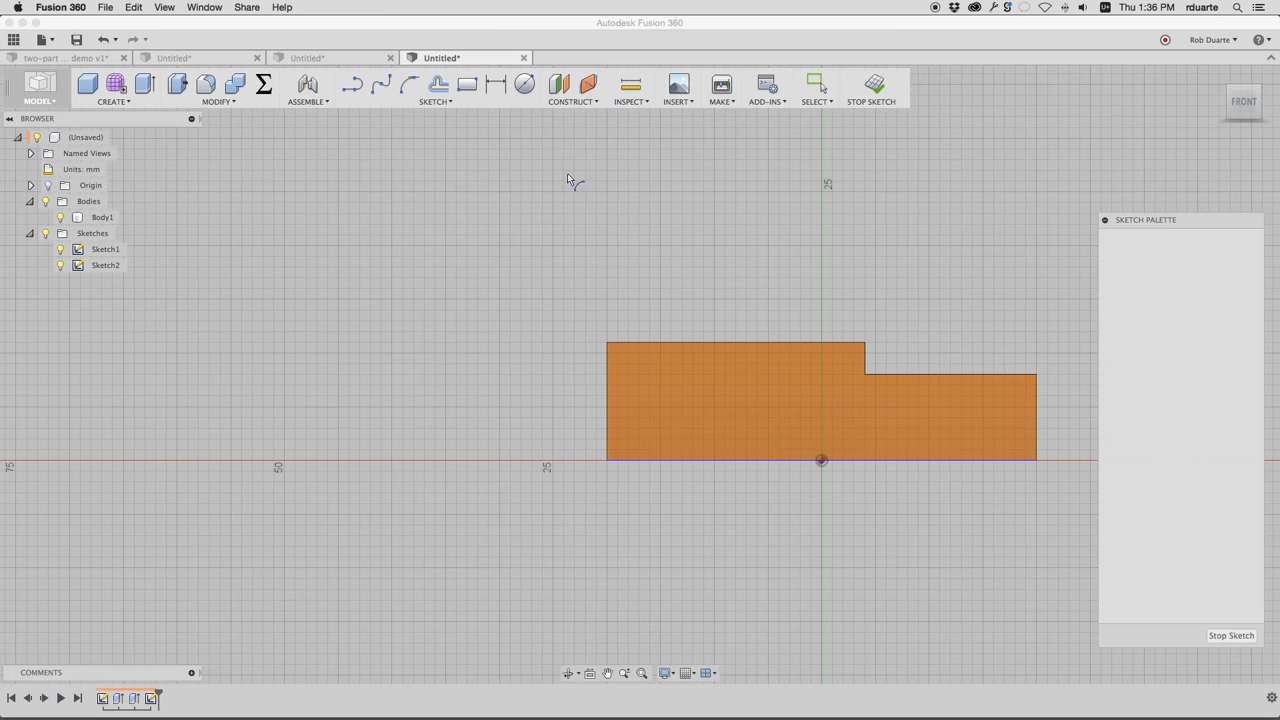 Fusion 360 File Edit View Window Share Help
Thu 1:36 PM rduarte
Autodesk Fusion 360
Rob Duarte
two-part ... demo v1*
Untitled*
Untitled*
Untitled*
MODEL
CREATE
MODIFY
ASSEMBLE
SKETCH
CONSTRUCT
INSPECT
INSERT
MAKE
ADD-INS
SELECT
STOP SKETCH
BROWSER
FRONT
(Unsaved)
Named Views
Units: mm
Origin
Bodies
Body1
Sketches
Sketch1
Sketch2
25
SKETCH PALETTE
75
50
25
Stop Sketch
COMMENTS